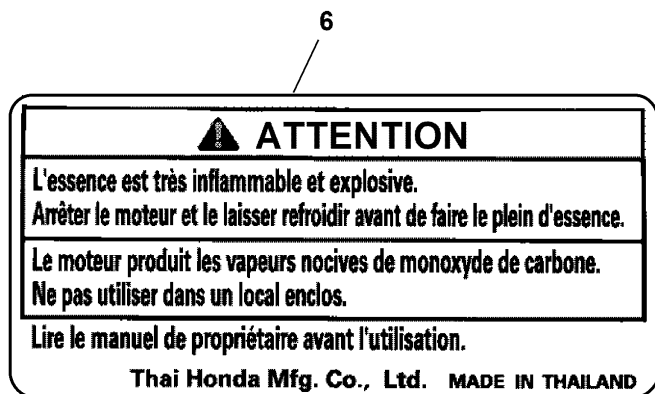 6
ATTENTION
L'essence est très inflammable et explosive.
Arrêter le moteur et le laisser refroidir avant de faire le plein d'essence.
Le moteur produit les vapeurs nocives de monoxyde de carbone.
Ne pas utiliser dans un local enclos.
Lire le manuel de propriétaire avant l'utilisation.
Thai Honda Mfg. Co., Ltd. MADE IN THAILAND